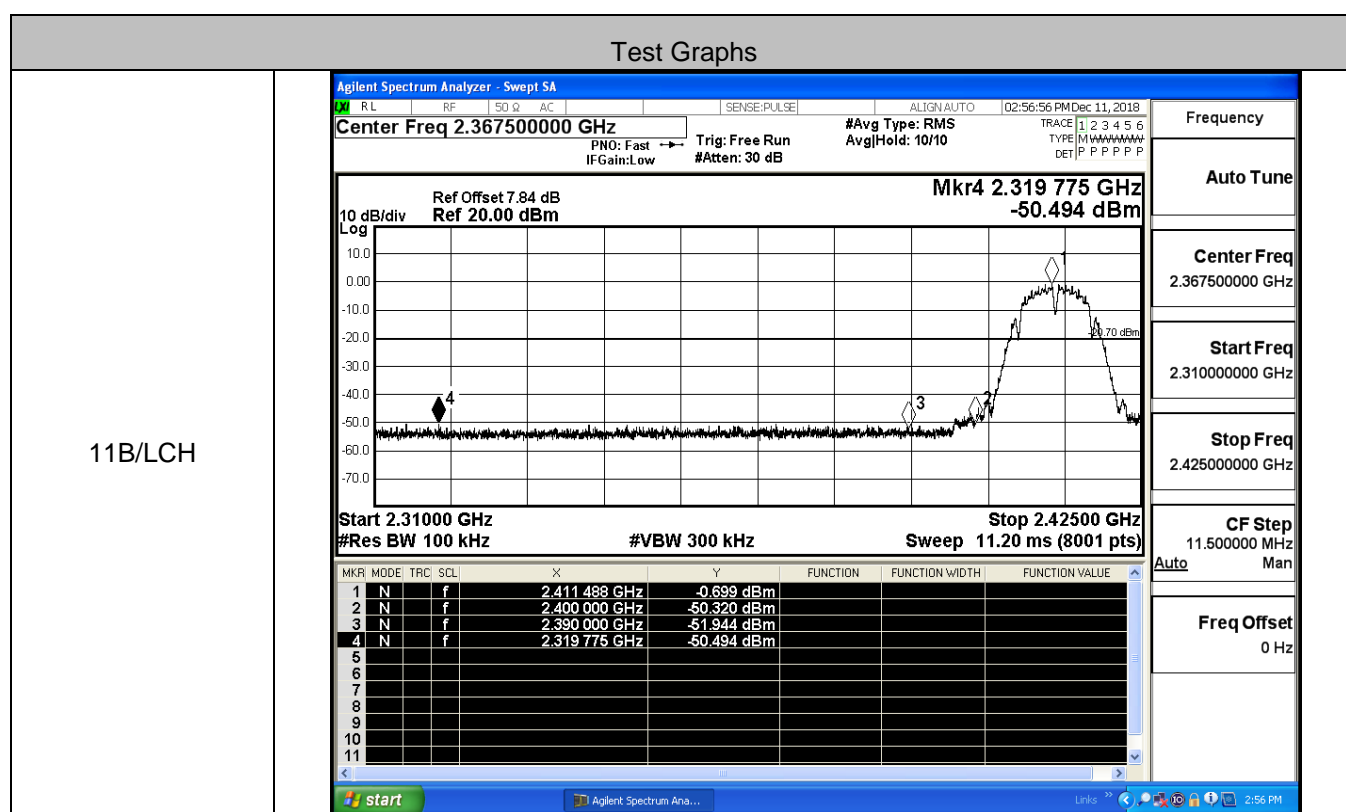 Test Graphs
11B/LCH
Agilent Spectrum Analyzer - Swept SA
LXI RL RF 50 Ω AC SENSE:PULSE ALIGN AUTO 02:56:56 PM Dec 11, 2018
Center Freq 2.367500000 GHz
PNO: Fast
IFGain:Low
Trig: Free Run
#Atten: 30 dB
#Avg Type: RMS
Avg|Hold: 10/10
TRACE 1 2 3 4 5 6
TYPE M
DET P P P P P P
Mkr4 2.319 775 GHz
-50.494 dBm
Ref Offset 7.84 dB
10 dB/div Ref 20.00 dBm
Log
10.0
0.00
-10.0
-20.0
-30.0
-40.0
-50.0
-60.0
-70.0
1
-20.70 dBm
4
3
2
Start 2.31000 GHz Stop 2.42500 GHz
#Res BW 100 kHz #VBW 300 kHz Sweep 11.20 ms (8001 pts)
MKR MODE TRC SCL X Y FUNCTION FUNCTION WIDTH FUNCTION VALUE
1 N f 2.411 488 GHz -0.699 dBm
2 N f 2.400 000 GHz -50.320 dBm
3 N f 2.390 000 GHz -51.944 dBm
4 N f 2.319 775 GHz -50.494 dBm
5
6
7
8
9
10
11
Frequency
Auto Tune
Center Freq
2.367500000 GHz
Start Freq
2.310000000 GHz
Stop Freq
2.425000000 GHz
CF Step
11.500000 MHz
Auto Man
Freq Offset
0 Hz
start Agilent Spectrum Ana... Links » 2:56 PM